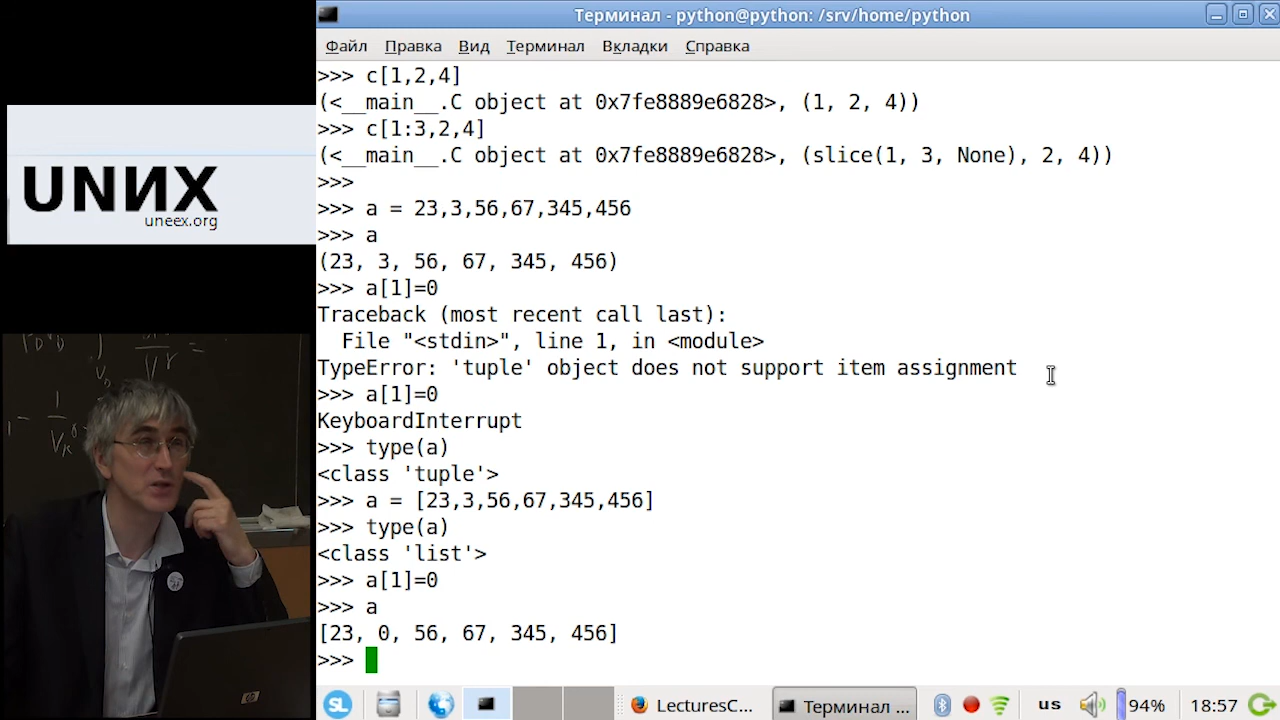 Терминал - python@python: /srv/home/python
Файл Правка Вид Терминал Вкладки Справка
>>> c[1,2,4]
(<__main__.C object at 0x7fe8889e6828>, (1, 2, 4))
>>> c[1:3,2,4]
(<__main__.C object at 0x7fe8889e6828>, (slice(1, 3, None), 2, 4))
>>>
>>> a = 23,3,56,67,345,456
>>> a
(23, 3, 56, 67, 345, 456)
>>> a[1]=0
Traceback (most recent call last):
  File "<stdin>", line 1, in <module>
TypeError: 'tuple' object does not support item assignment
>>> a[1]=0
KeyboardInterrupt
>>> type(a)
<class 'tuple'>
>>> a = [23,3,56,67,345,456]
>>> type(a)
<class 'list'>
>>> a[1]=0
>>> a
[23, 0, 56, 67, 345, 456]
>>>
UNИX
uneex.org
hp
SL LecturesC... Терминал ... us 94% 18:57